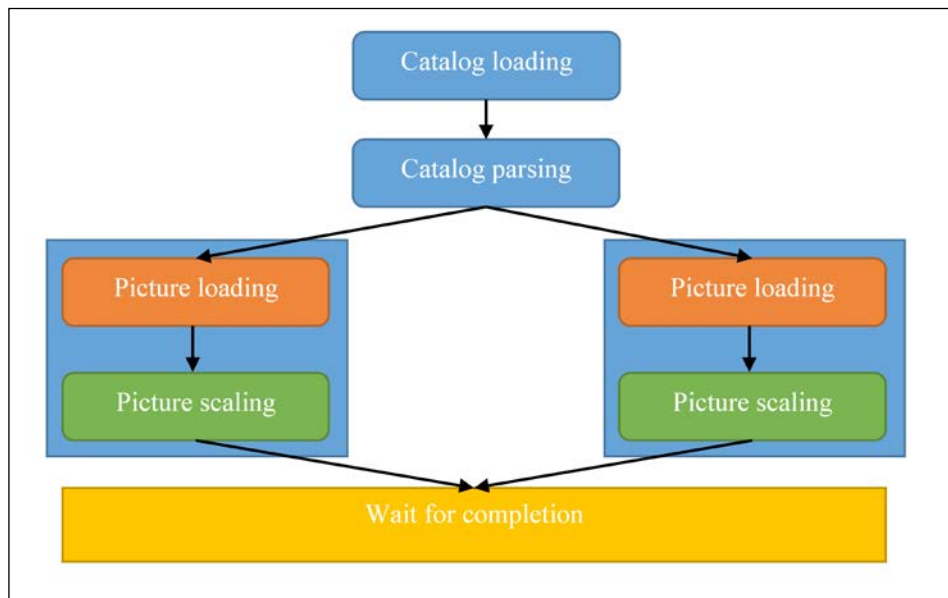 Catalog loading
Catalog parsing
Picture loading
Picture loading
Picture scaling
Picture scaling
Wait for completion